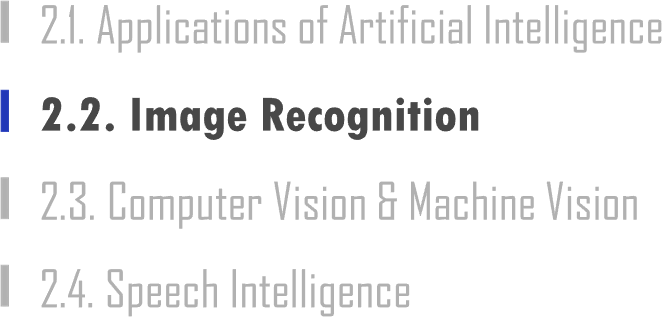 2.1. Applications of Artificial Intelligence
2.2. Image Recognition
2.3. Computer Vision & Machine Vision
2.4. Speech Intelligence